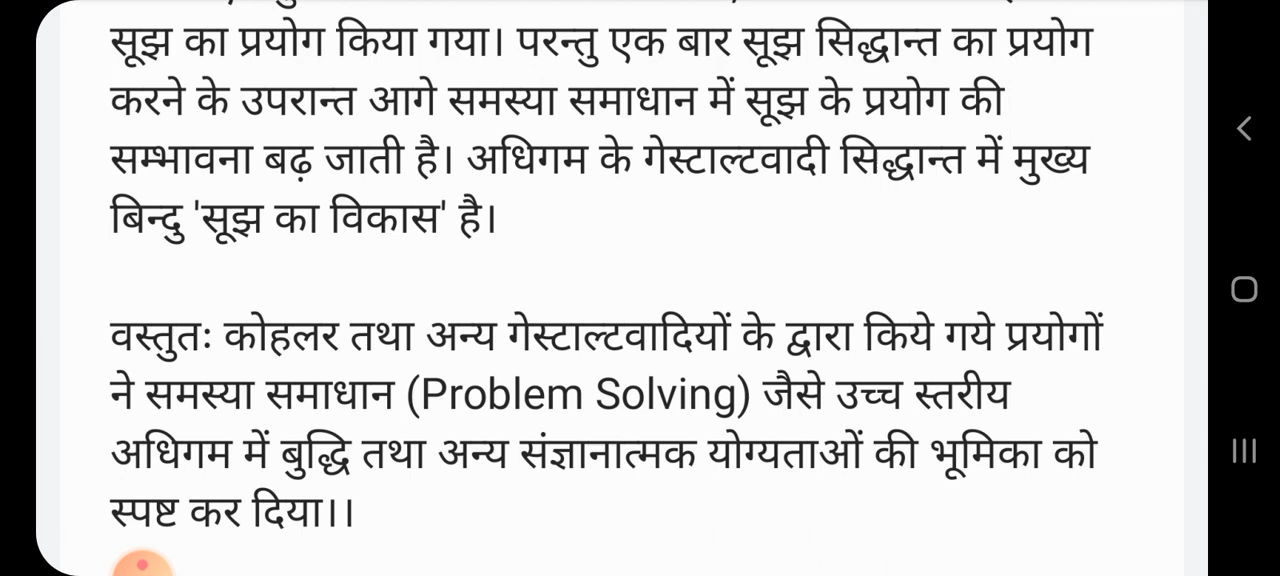 सूझ का प्रयोग किया गया। परन्तु एक बार सूझ सिद्धान्त का प्रयोग
करने के उपरान्त आगे समस्या समाधान में सूझ के प्रयोग की
सम्भावना बढ़ जाती है। अधिगम के गेस्टाल्टवादी सिद्धान्त में मुख्य
बिन्दु 'सूझ का विकास' है।
वस्तुतः कोहलर तथा अन्य गेस्टाल्टवादियों के द्वारा किये गये प्रयोगों
ने समस्या समाधान (Problem Solving) जैसे उच्च स्तरीय
अधिगम में बुद्धि तथा अन्य संज्ञानात्मक योग्यताओं की भूमिका को
स्पष्ट कर दिया।।